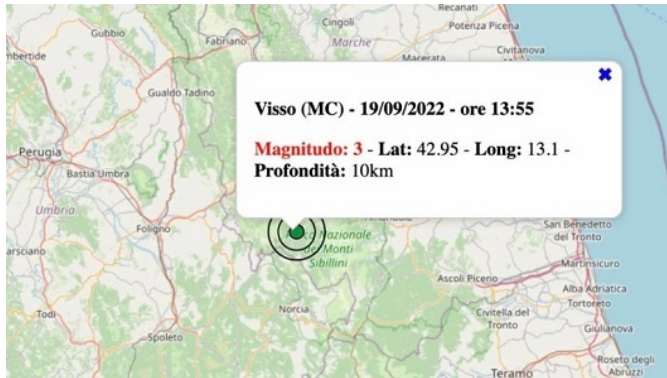 Recanati
Cingoli
Potenza Picena
Gubbio
Fabriano
Marche
mbertide
Civitanova
Macerata
Gualdo Tadino
✖
Visso (MC) - 19/09/2022 - ore 13:55
Magnitudo: 3 - Lat: 42.95 - Long: 13.1 -
Profondità: 10km
Perugia
Bastia Umbra
Umbria
Foligno
San Benedetto
del Tronto
Nazionale
dei Monti
Sibillini
arsciano
Martinsicuro
Ascoli Piceno
Alba Adriatica
Norcia
Tortoreto
Todi
Civitella del
Tronto
Giulianova
Spoleto
Roseto degli
Abruzzi
Teramo